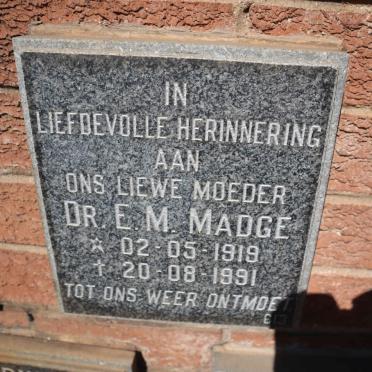 IN
LIEFDEVOLLE HERINNERING
AAN
ONS LIEWE MOEDER
DR. E. M. MADGE
☆ 02-05-1919
† 20-08-1991
TOT ONS WEER ONTMOET